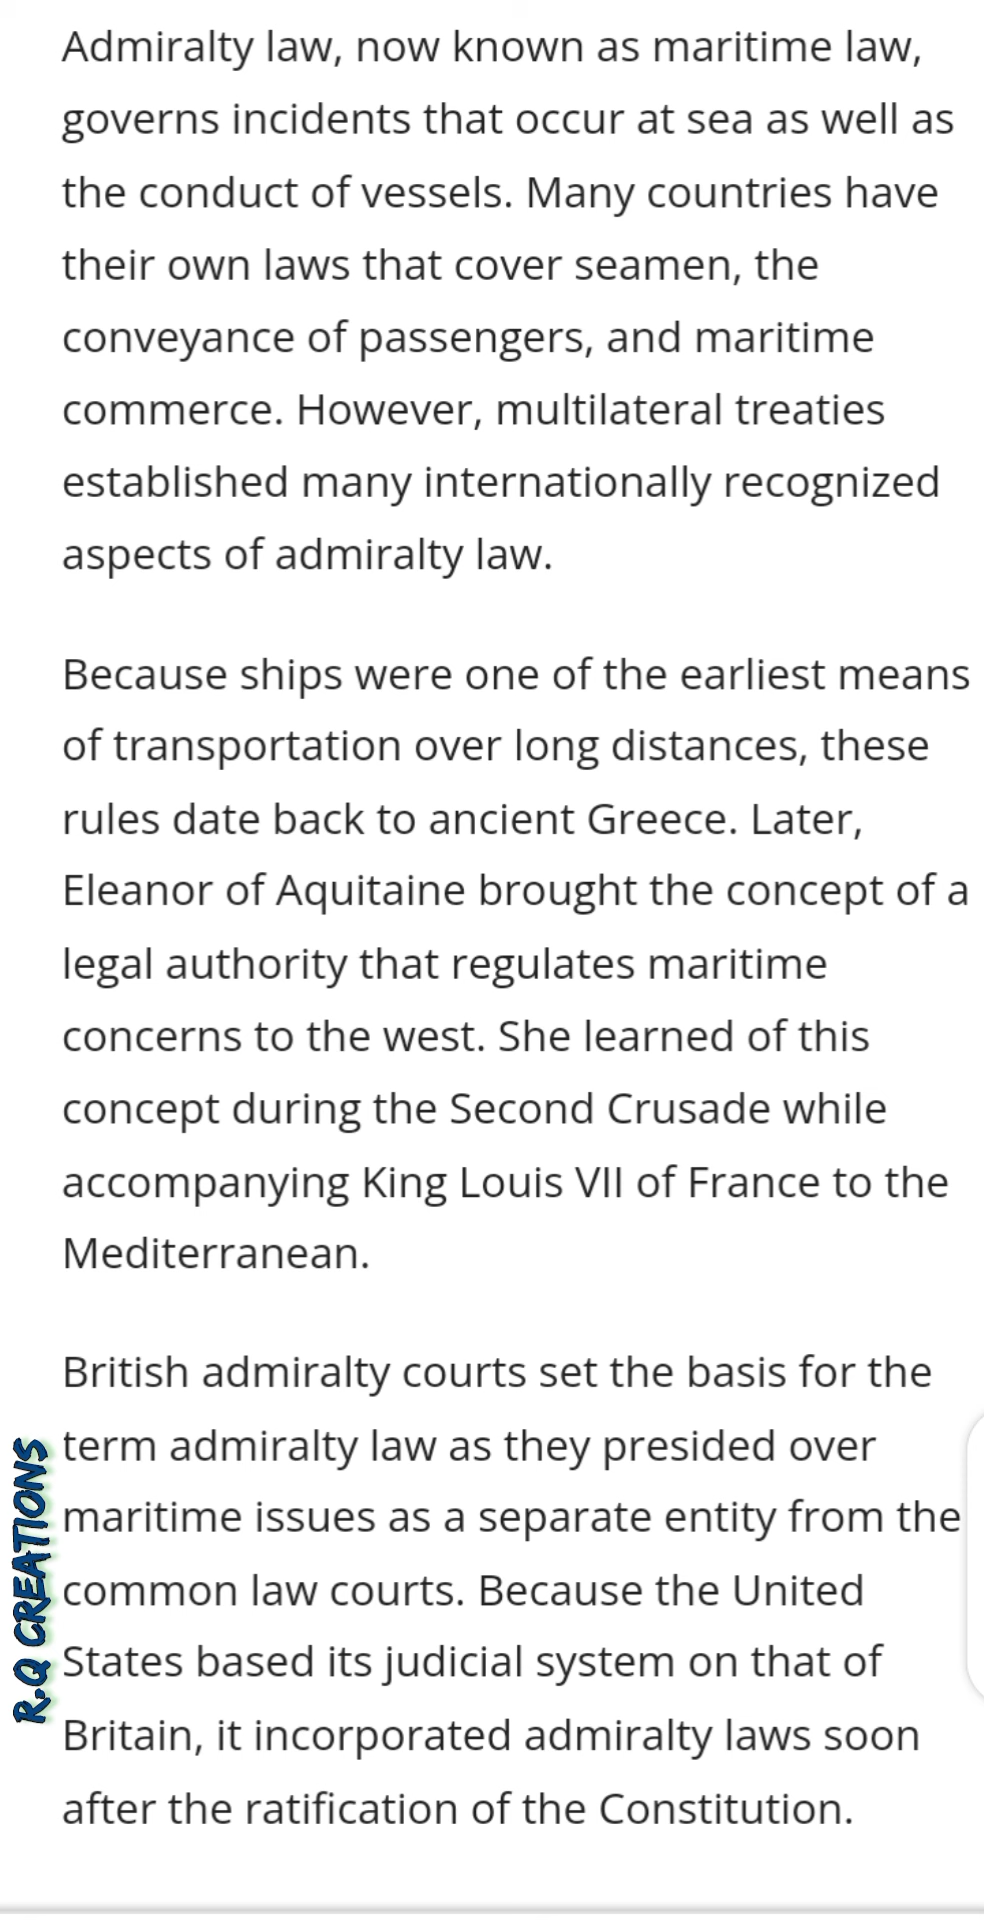 Admiralty law, now known as maritime law,
governs incidents that occur at sea as well as
the conduct of vessels. Many countries have
their own laws that cover seamen, the
conveyance of passengers, and maritime
commerce. However, multilateral treaties
established many internationally recognized
aspects of admiralty law.
Because ships were one of the earliest means
of transportation over long distances, these
rules date back to ancient Greece. Later,
Eleanor of Aquitaine brought the concept of a
legal authority that regulates maritime
concerns to the west. She learned of this
concept during the Second Crusade while
accompanying King Louis VII of France to the
Mediterranean.
British admiralty courts set the basis for the
term admiralty law as they presided over
maritime issues as a separate entity from the
common law courts. Because the United
States based its judicial system on that of
Britain, it incorporated admiralty laws soon
after the ratification of the Constitution.
R.Q CREATIONS